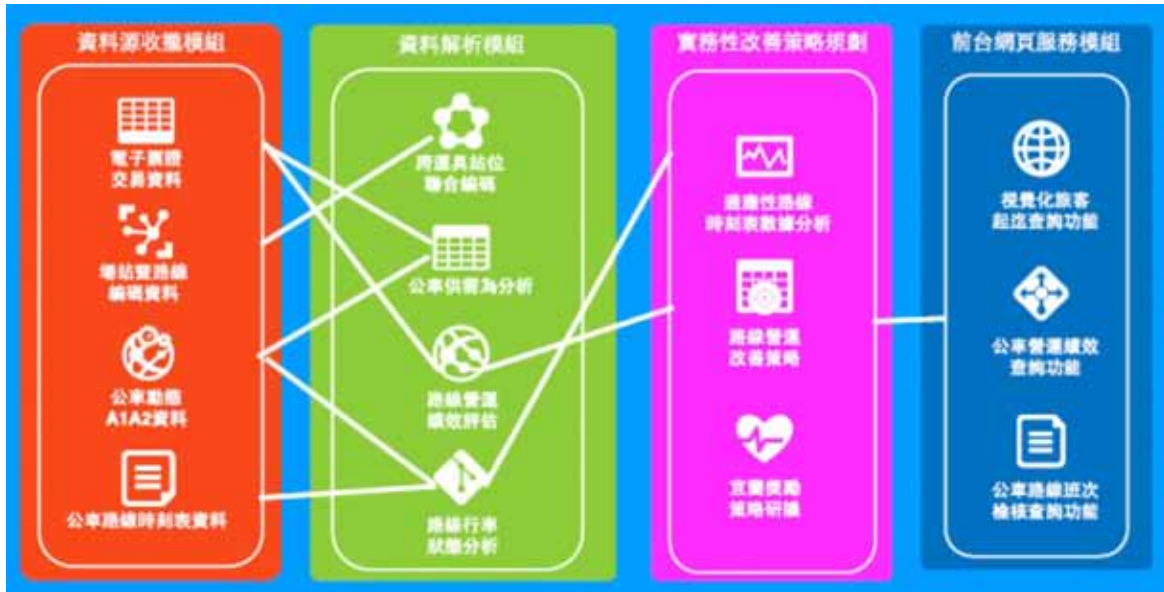 資料源收攏模組
電子票證
交易資料
場站暨路線
編碼資料
公車動態
A1A2資料
公車路線時刻表資料
資料解析模組
跨運具站位
聯合編碼
公車供需為分析
路線營運
績效評估
路線行車
狀態分析
實務性改善策略規劃
適應性路線
時刻表數據分析
路線營運
改善策略
宜蘭獎勵
策略研議
前台網頁服務模組
視覺化旅客
起迄查詢功能
公車營運績效
查詢功能
公車路線班次
檢核查詢功能